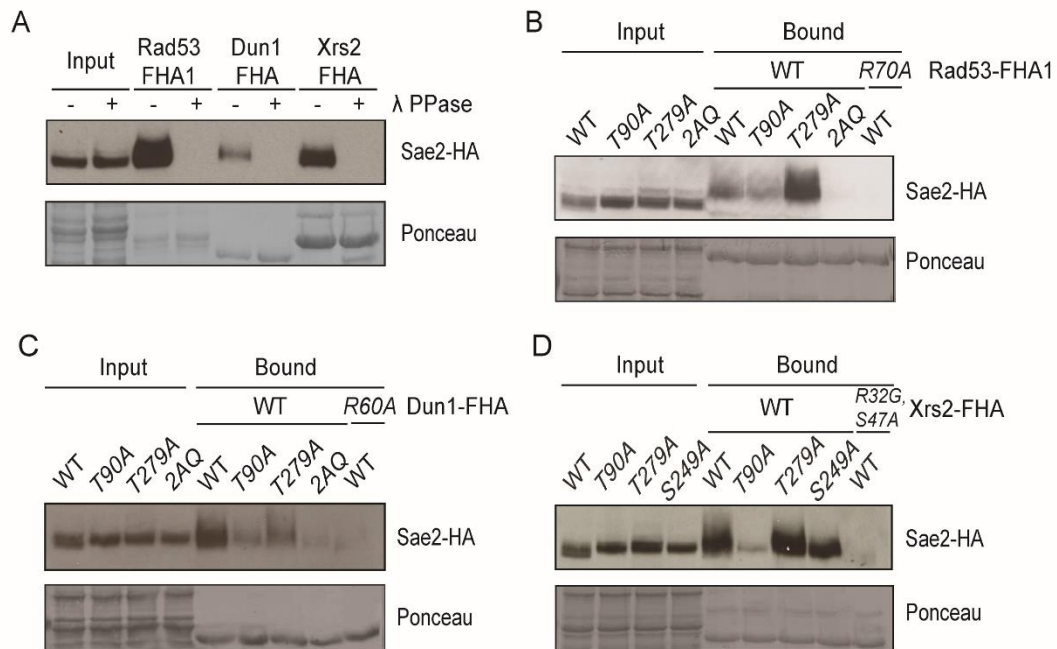 A
Input Rad53 FHA1 Dun1 FHA Xrs2 FHA
- + - + - + - + λ PPase
Sae2-HA
Ponceau
B
Input Bound
WT R70A Rad53-FHA1
WT T90A T279A 2AQ WT T90A T279A 2AQ WT
Sae2-HA
Ponceau
C
Input Bound
WT R60A Dun1-FHA
WT T90A T279A 2AQ WT T90A T279A 2AQ WT
Sae2-HA
Ponceau
D
Input Bound
WT R32G, S47A Xrs2-FHA
WT T90A T279A S249A WT T90A T279A S249A WT
Sae2-HA
Ponceau